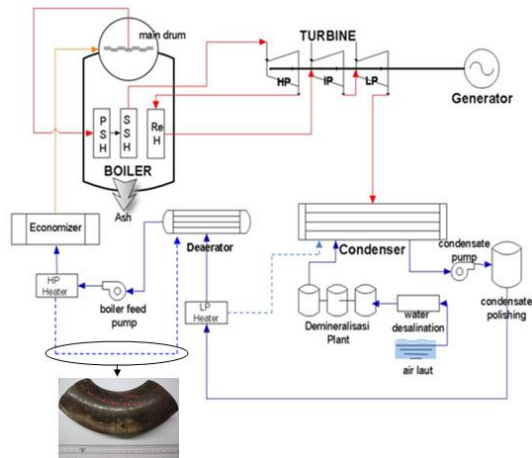 main drum
TURBINE
HP
IP
LP
Generator
P
S
H
S
S
H
Re
H
BOILER
Ash
Economizer
Deaerator
HP
Heater
boiler feed
pump
LP
Heater
Condenser
condensate
pump
condensate
polishing
Demineralisasi
Plant
water
desalination
air laut